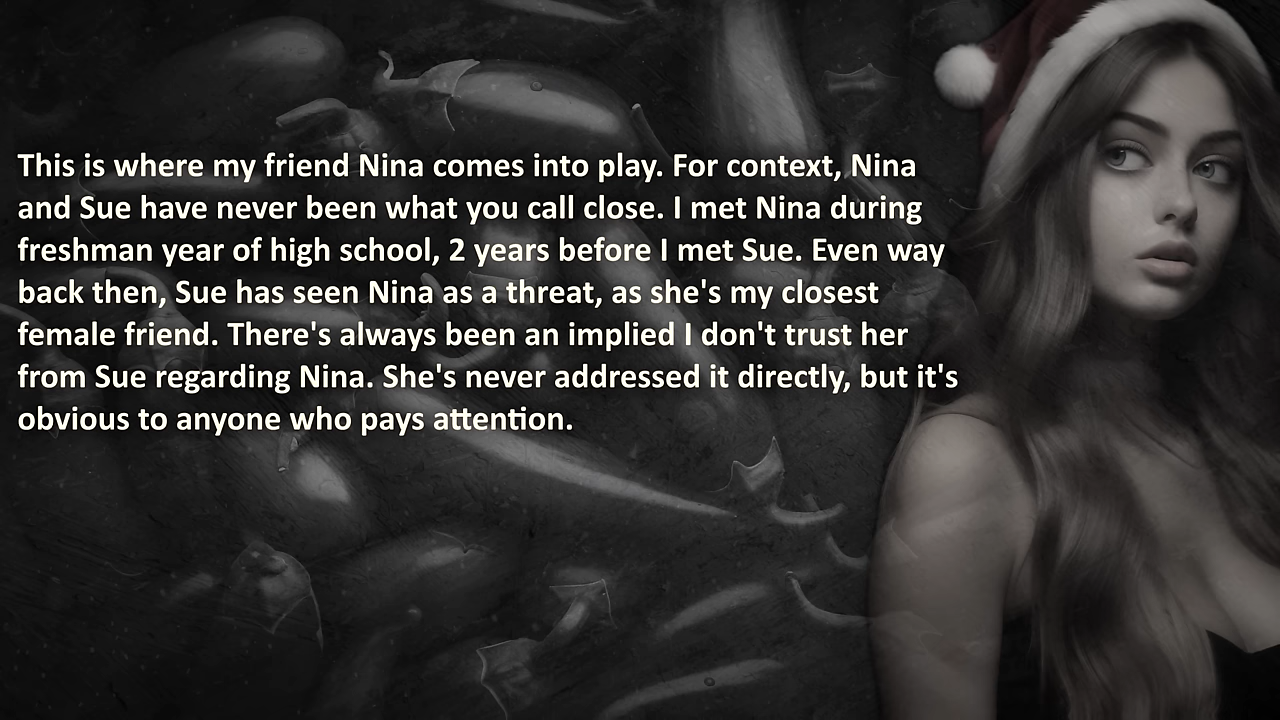 This is where my friend Nina comes into play. For context, Nina
and Sue have never been what you call close. I met Nina during
freshman year of high school, 2 years before I met Sue. Even way
back then, Sue has seen Nina as a threat, as she's my closest
female friend. There's always been an implied I don't trust her
from Sue regarding Nina. She's never addressed it directly, but it's
obvious to anyone who pays attention.